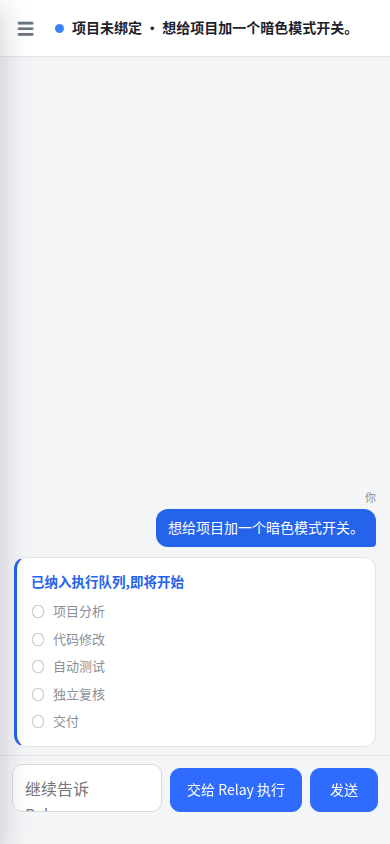 项目未绑定 · 想给项目加一个暗色模式开关。
你
想给项目加一个暗色模式开关。
已纳入执行队列,即将开始
项目分析
代码修改
自动测试
独立复核
交付
继续告诉
交给 Relay 执行
发送